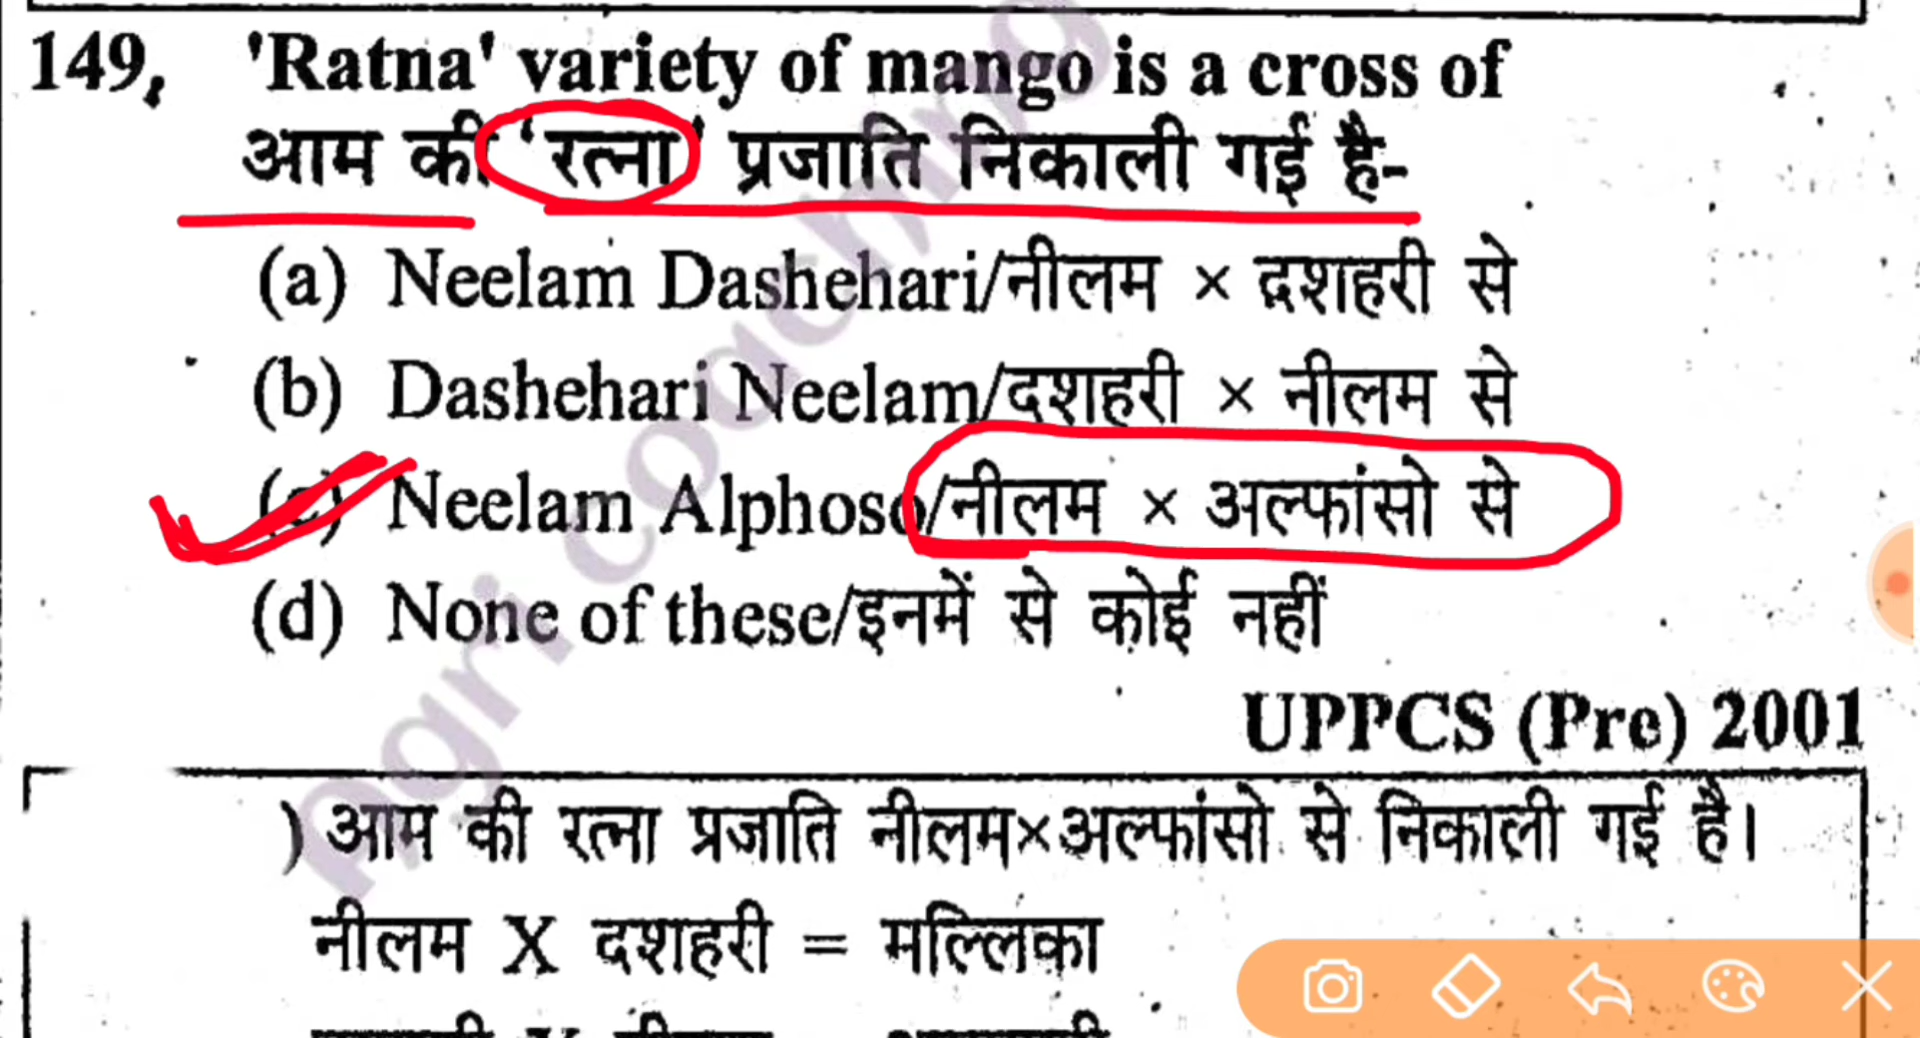 149, 'Ratna' variety of mango is a cross of
आम की 'रत्ना' प्रजाति निकाली गई है-
(a) Neelam Dashehari/नीलम × दशहरी से
(b) Dashehari Neelam/दशहरी × नीलम से
(c) Neelam Alphoso/नीलम × अल्फांसो से
(d) None of these/इनमें से कोई नहीं
UPPCS (Pre) 2001
) आम की रत्ना प्रजाति नीलम×अल्फांसो से निकाली गई है।
नीलम X दशहरी = मल्लिका
Agri coaching